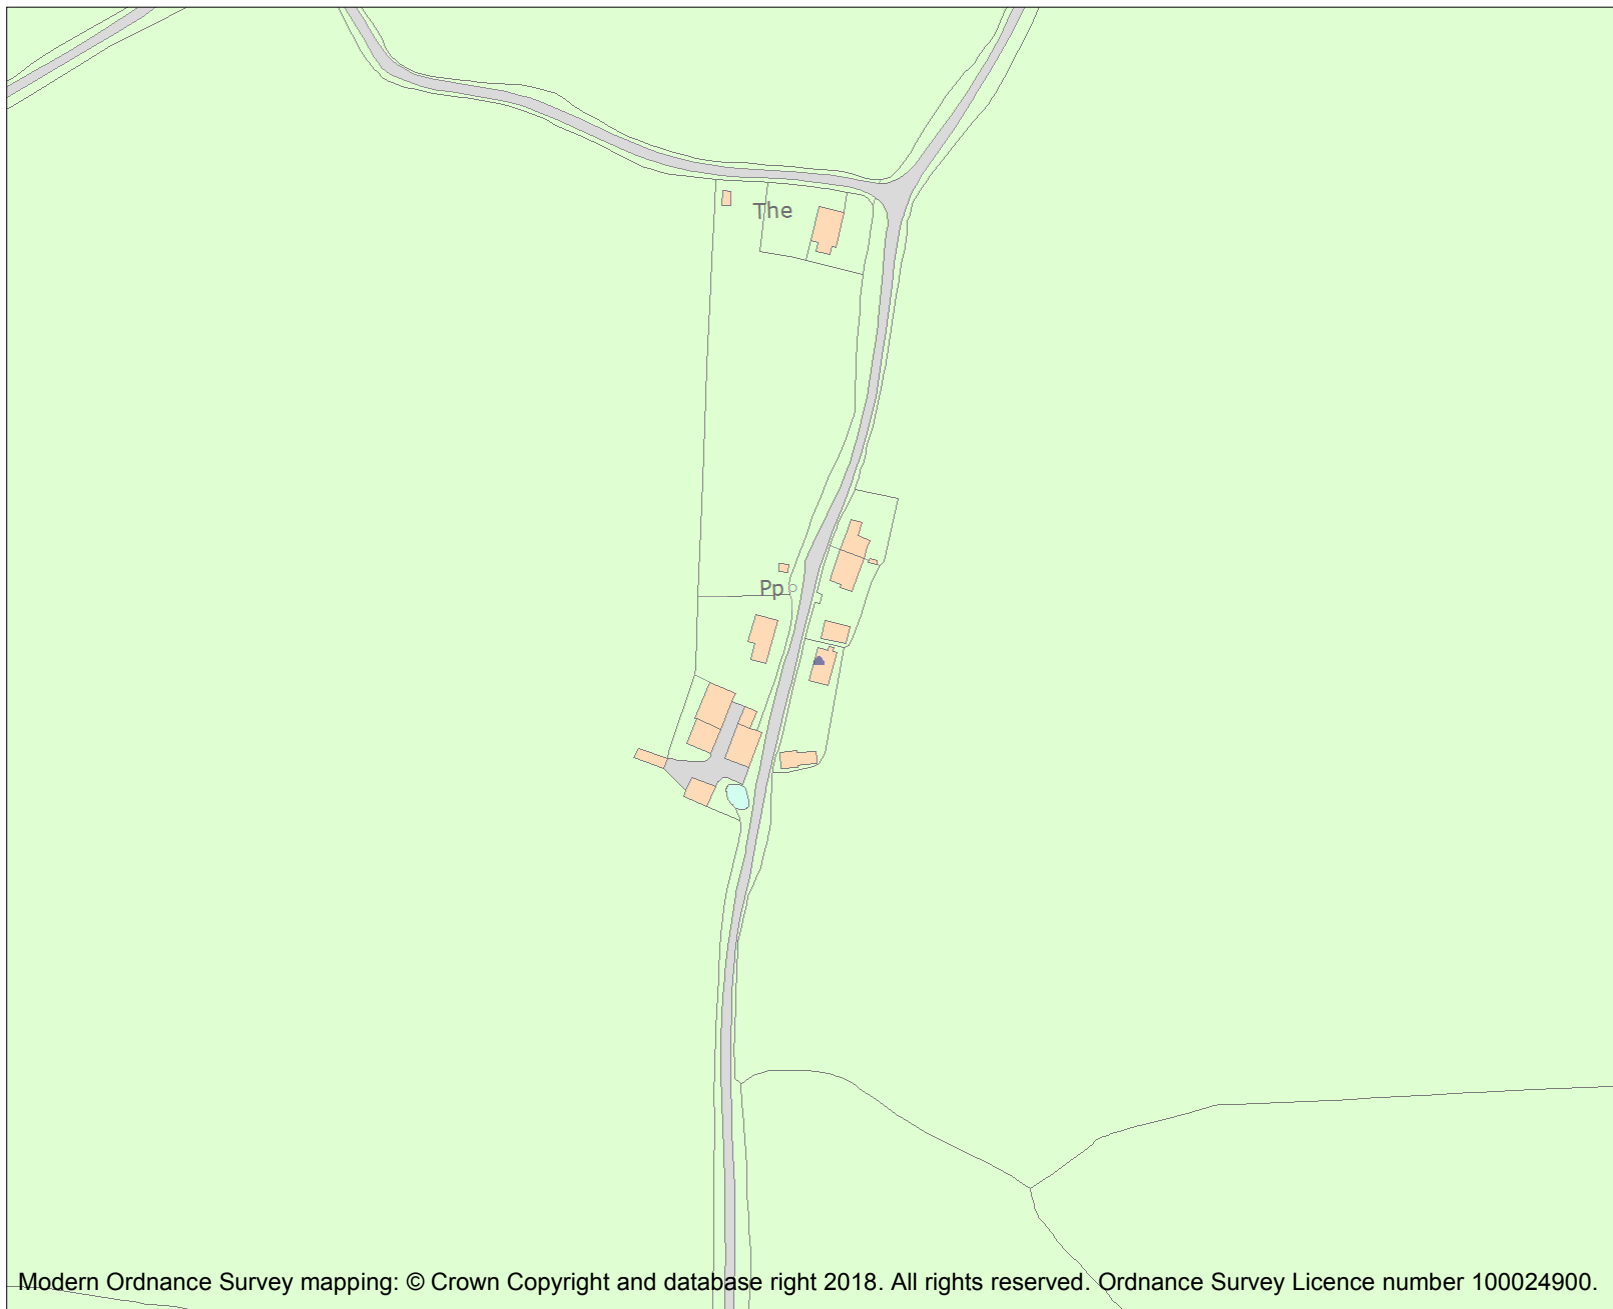 The
Pp
Modern Ordnance Survey mapping: © Crown Copyright and database right 2018. All rights reserved. Ordnance Survey Licence number 100024900.